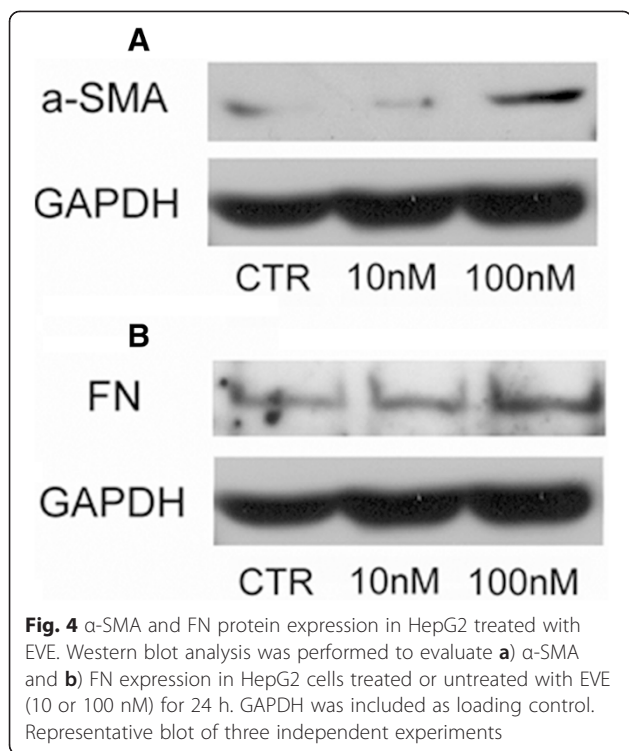 A
a-SMA
GAPDH
CTR 10nM 100nM
B
FN
GAPDH
CTR 10nM 100nM
Fig. 4 α-SMA and FN protein expression in HepG2 treated with
EVE. Western blot analysis was performed to evaluate a) α-SMA
and b) FN expression in HepG2 cells treated or untreated with EVE
(10 or 100 nM) for 24 h. GAPDH was included as loading control.
Representative blot of three independent experiments